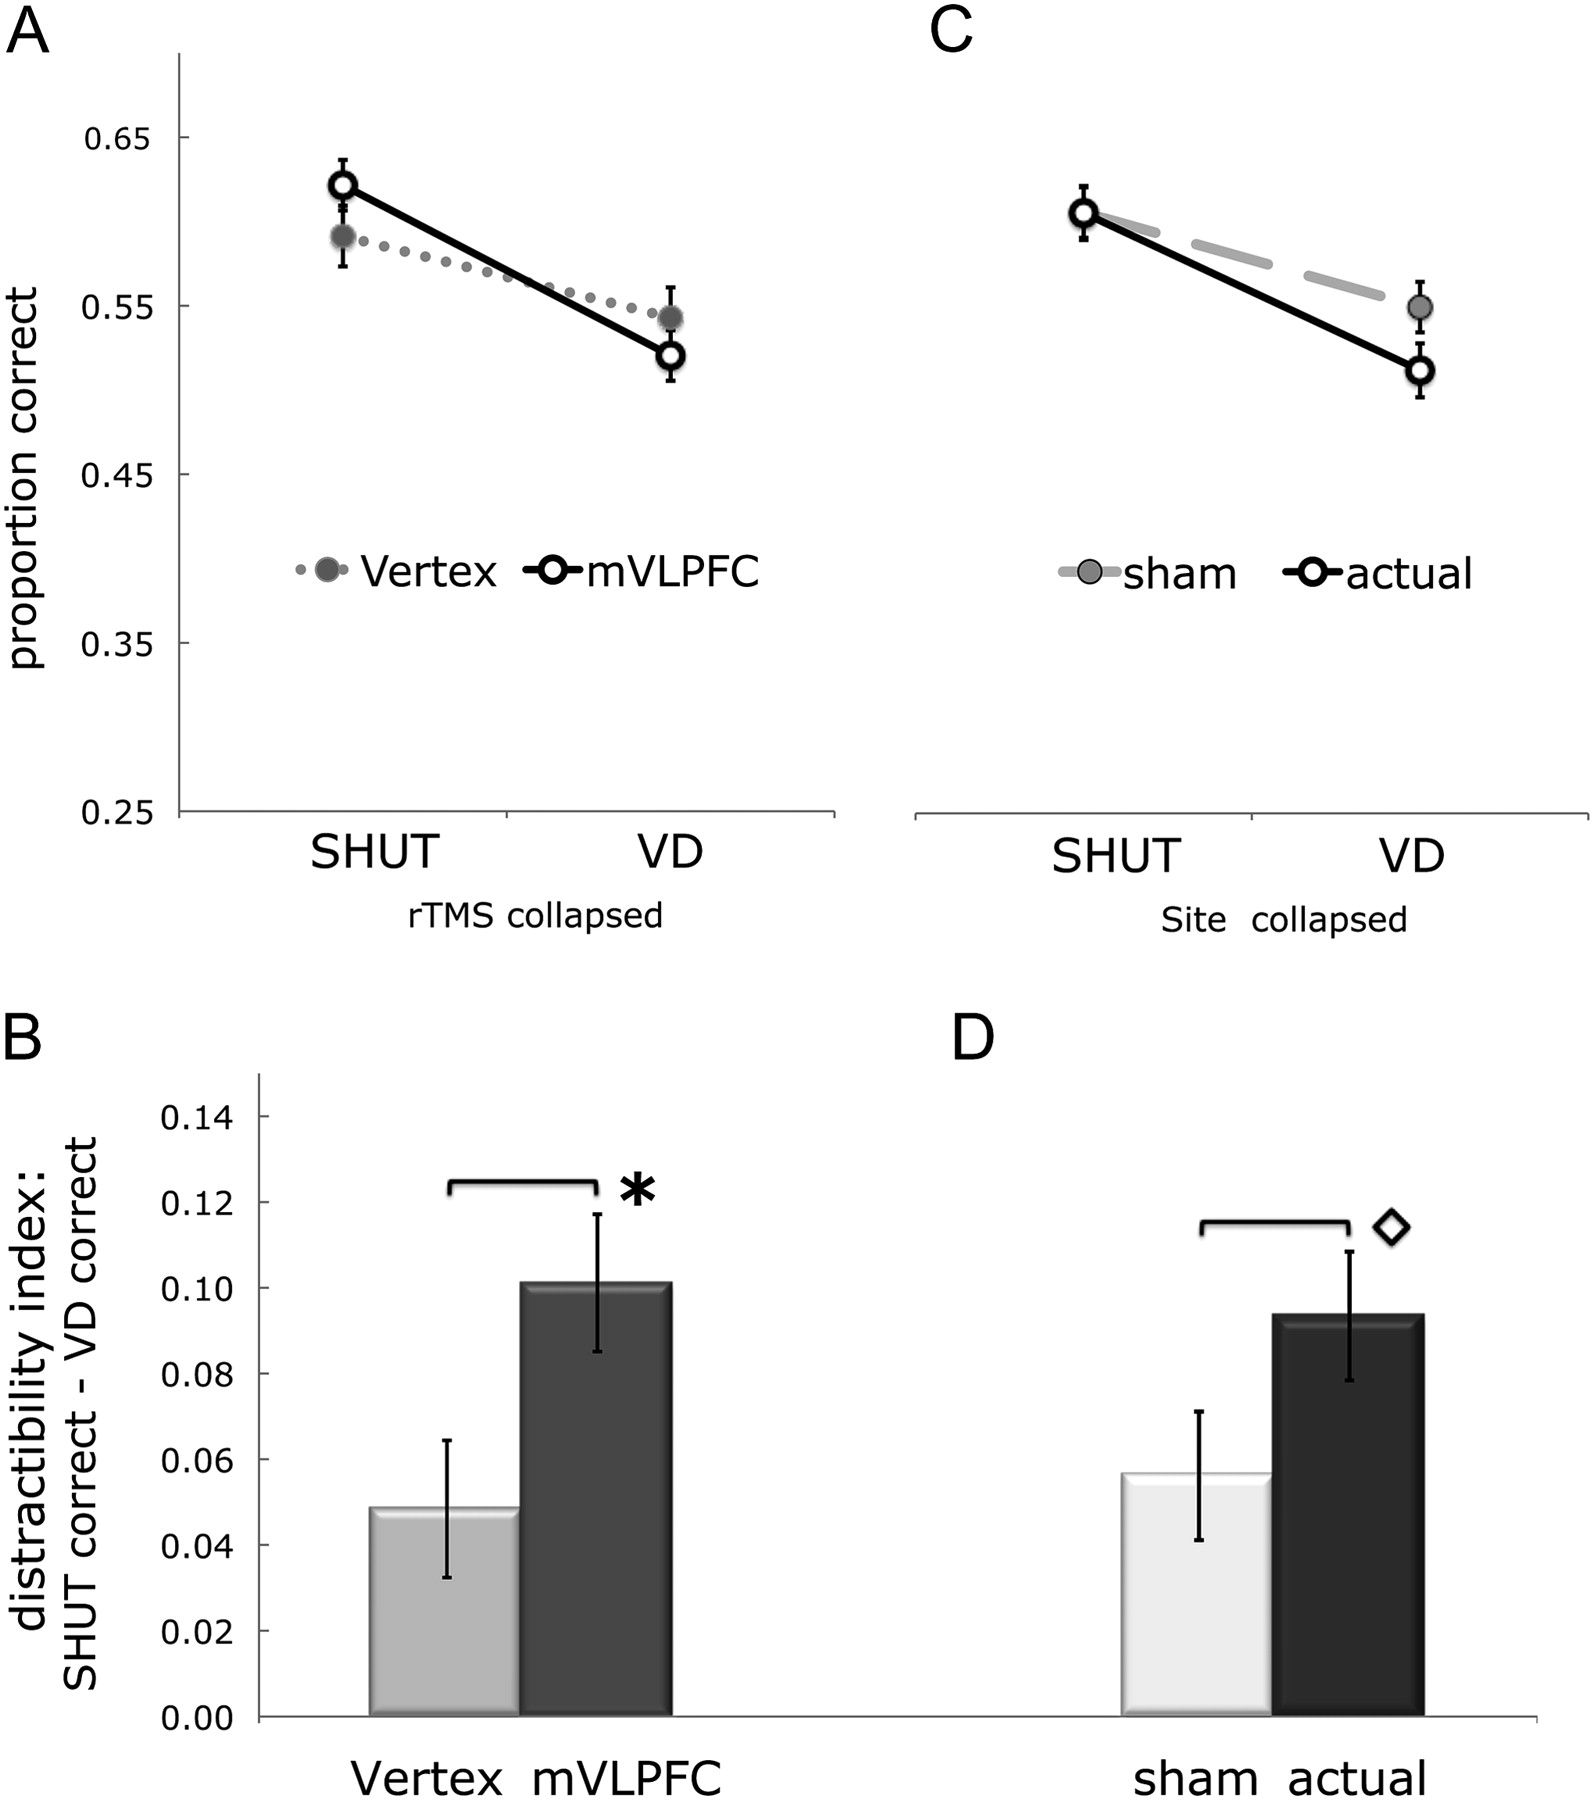 A
proportion correct
0.65
0.55
0.45
0.35
0.25
Vertex mVLPFC
SHUT VD
rTMS collapsed
C
sham actual
SHUT VD
Site collapsed
B
distractibility index:
SHUT correct - VD correct
0.14
0.12
0.10
0.08
0.06
0.04
0.02
0.00
*
Vertex mVLPFC
D
◇
sham actual